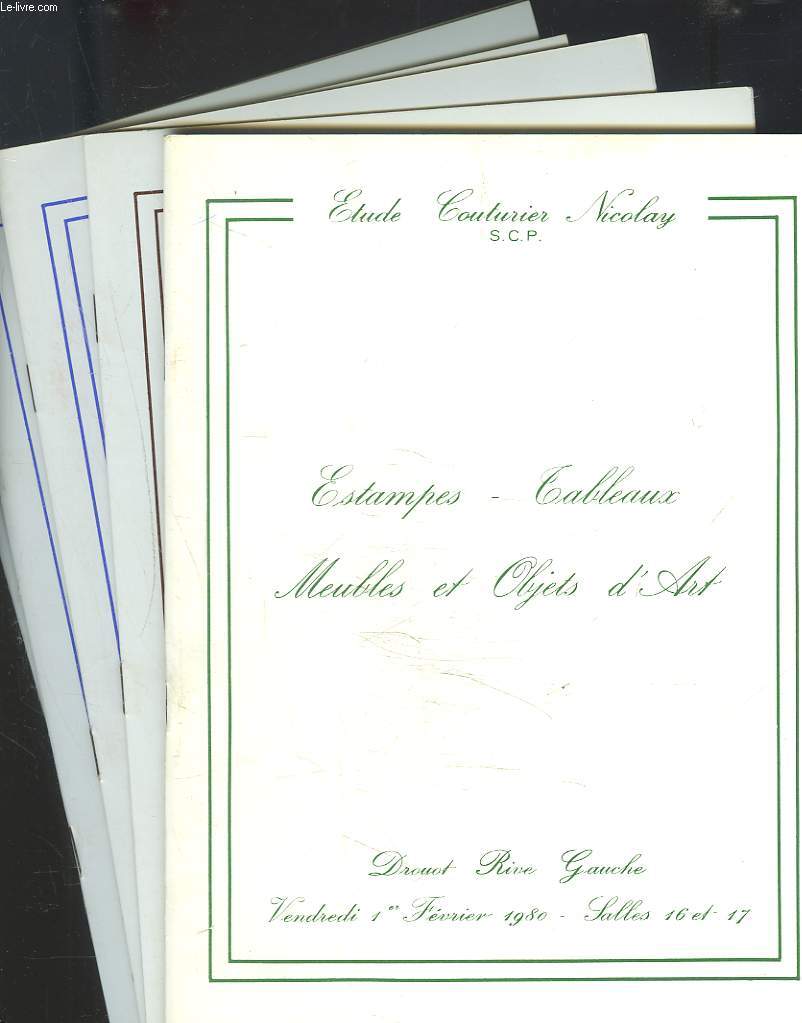 Le-livre.com
Etude Couturier Nicolay
S.C.P.
Estampes - Tableaux
Meubles et Objets d'Art
Drouot Rive Gauche
Vendredi 1er Février 1980 - Salles 16 et 17